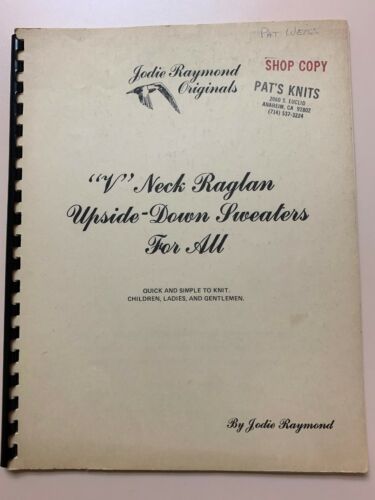 Pat Weiss
SHOP COPY
Jodie Raymond
Originals
PAT'S KNITS
2060 S. EUCLID
ANAHEIM, CA 92802
(714) 537-3224
"V" Neck Raglan
Upside-Down Sweaters
For All
QUICK AND SIMPLE TO KNIT.
CHILDREN, LADIES, AND GENTLEMEN.
By Jodie Raymond